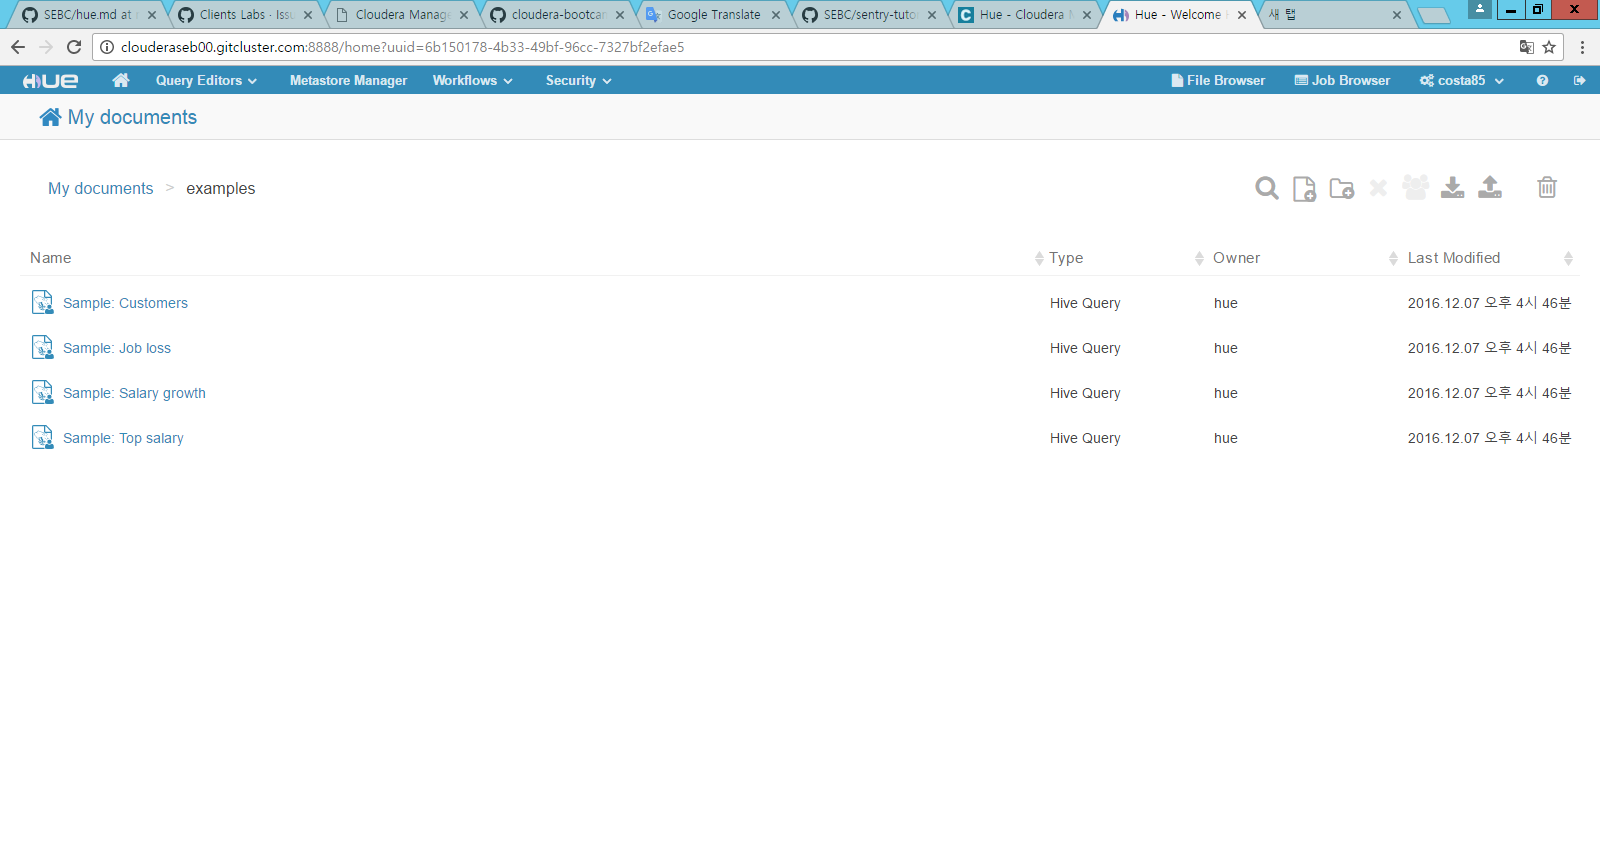 SEBC/hue.md at
Clients Labs · Issu
Cloudera Manage
cloudera-bootcam
Google Translate
SEBC/sentry-tutor
Hue - Cloudera
Hue - Welcome
새 탭
clouderaseb00.gitcluster.com:8888/home?uuid=6b150178-4b33-49bf-96cc-7327bf2efae5
HUE Query Editors Metastore Manager Workflows Security File Browser Job Browser costa85
My documents
My documents > examples
Name Type Owner Last Modified
Sample: Customers Hive Query hue 2016.12.07 오후 4시 46분
Sample: Job loss Hive Query hue 2016.12.07 오후 4시 46분
Sample: Salary growth Hive Query hue 2016.12.07 오후 4시 46분
Sample: Top salary Hive Query hue 2016.12.07 오후 4시 46분